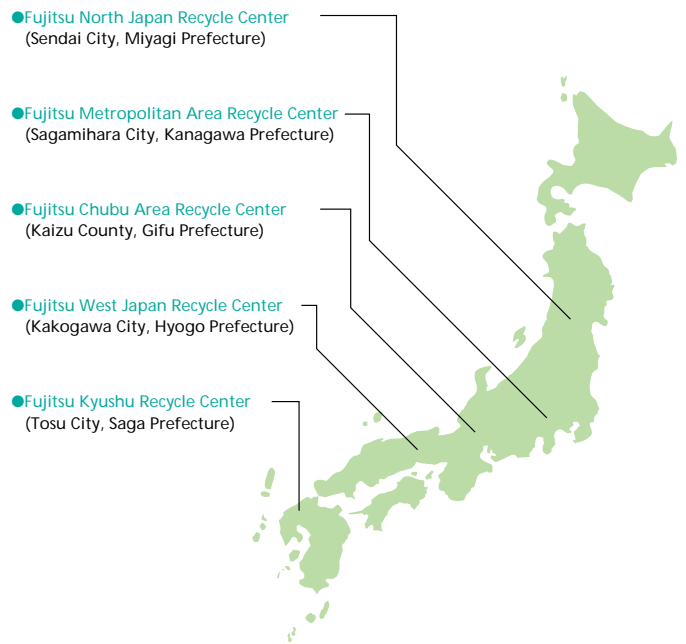 ●Fujitsu North Japan Recycle Center
(Sendai City, Miyagi Prefecture)
●Fujitsu Metropolitan Area Recycle Center
(Sagamihara City, Kanagawa Prefecture)
●Fujitsu Chubu Area Recycle Center
(Kaizu County, Gifu Prefecture)
●Fujitsu West Japan Recycle Center
(Kakogawa City, Hyogo Prefecture)
●Fujitsu Kyushu Recycle Center
(Tosu City, Saga Prefecture)